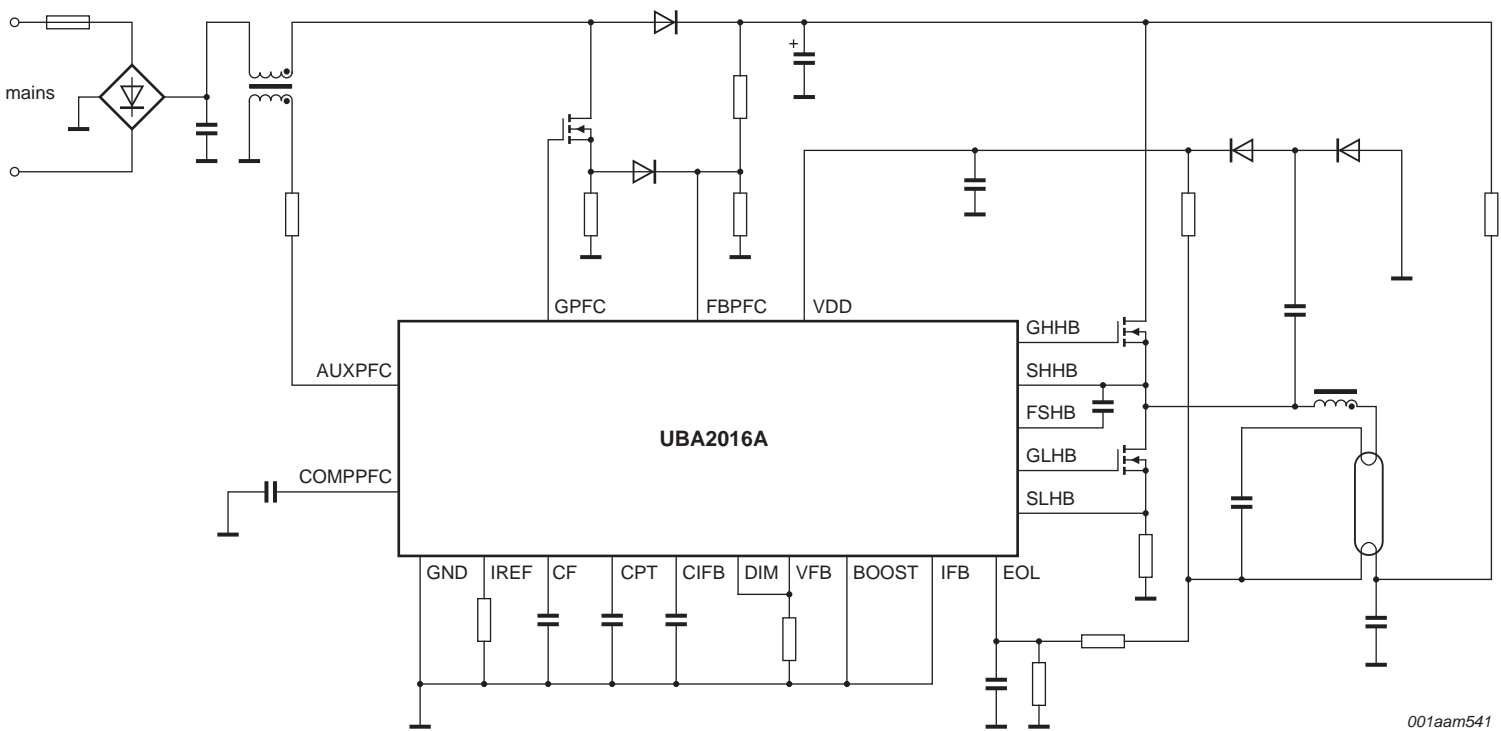 mains
+
GPFC
FBPFC
VDD
GHHB
AUXPFC
SHHB
FSHB
UBA2016A
GLHB
COMPPFC
SLHB
GND IREF CF CPT CIFB DIM VFB BOOST IFB EOL
001aam541